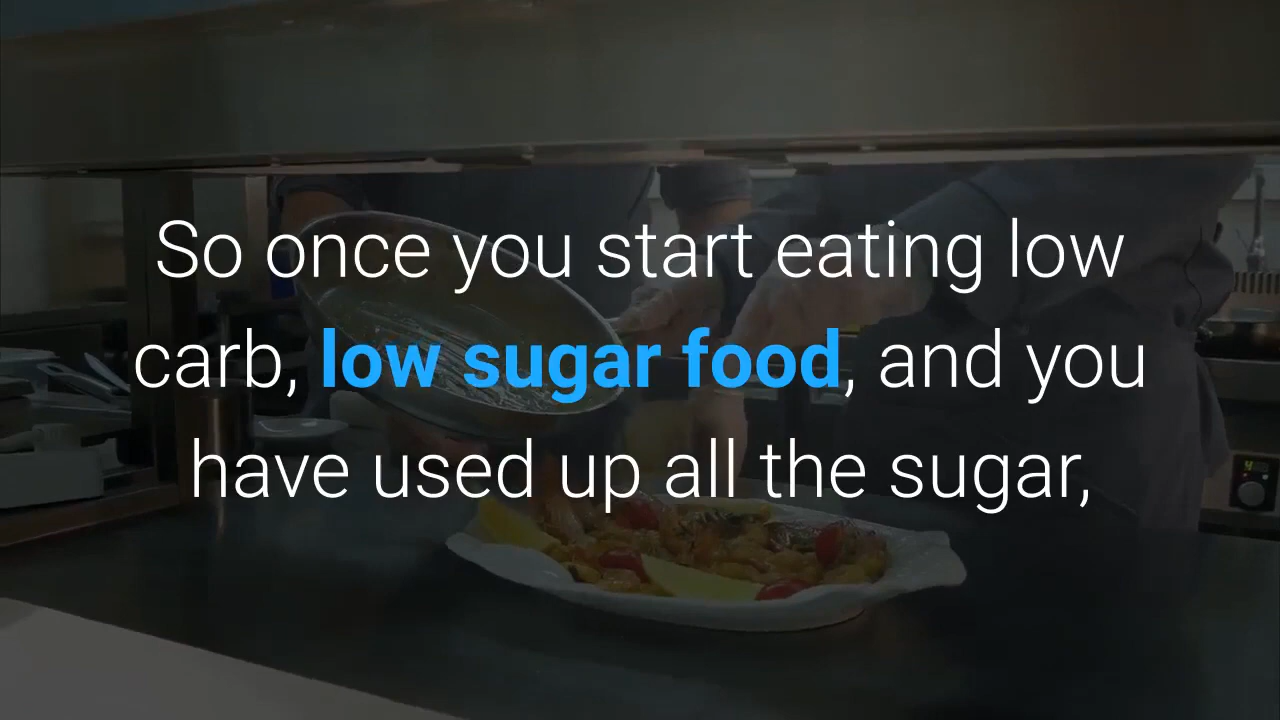 So once you start eating low
carb, low sugar food, and you
have used up all the sugar,